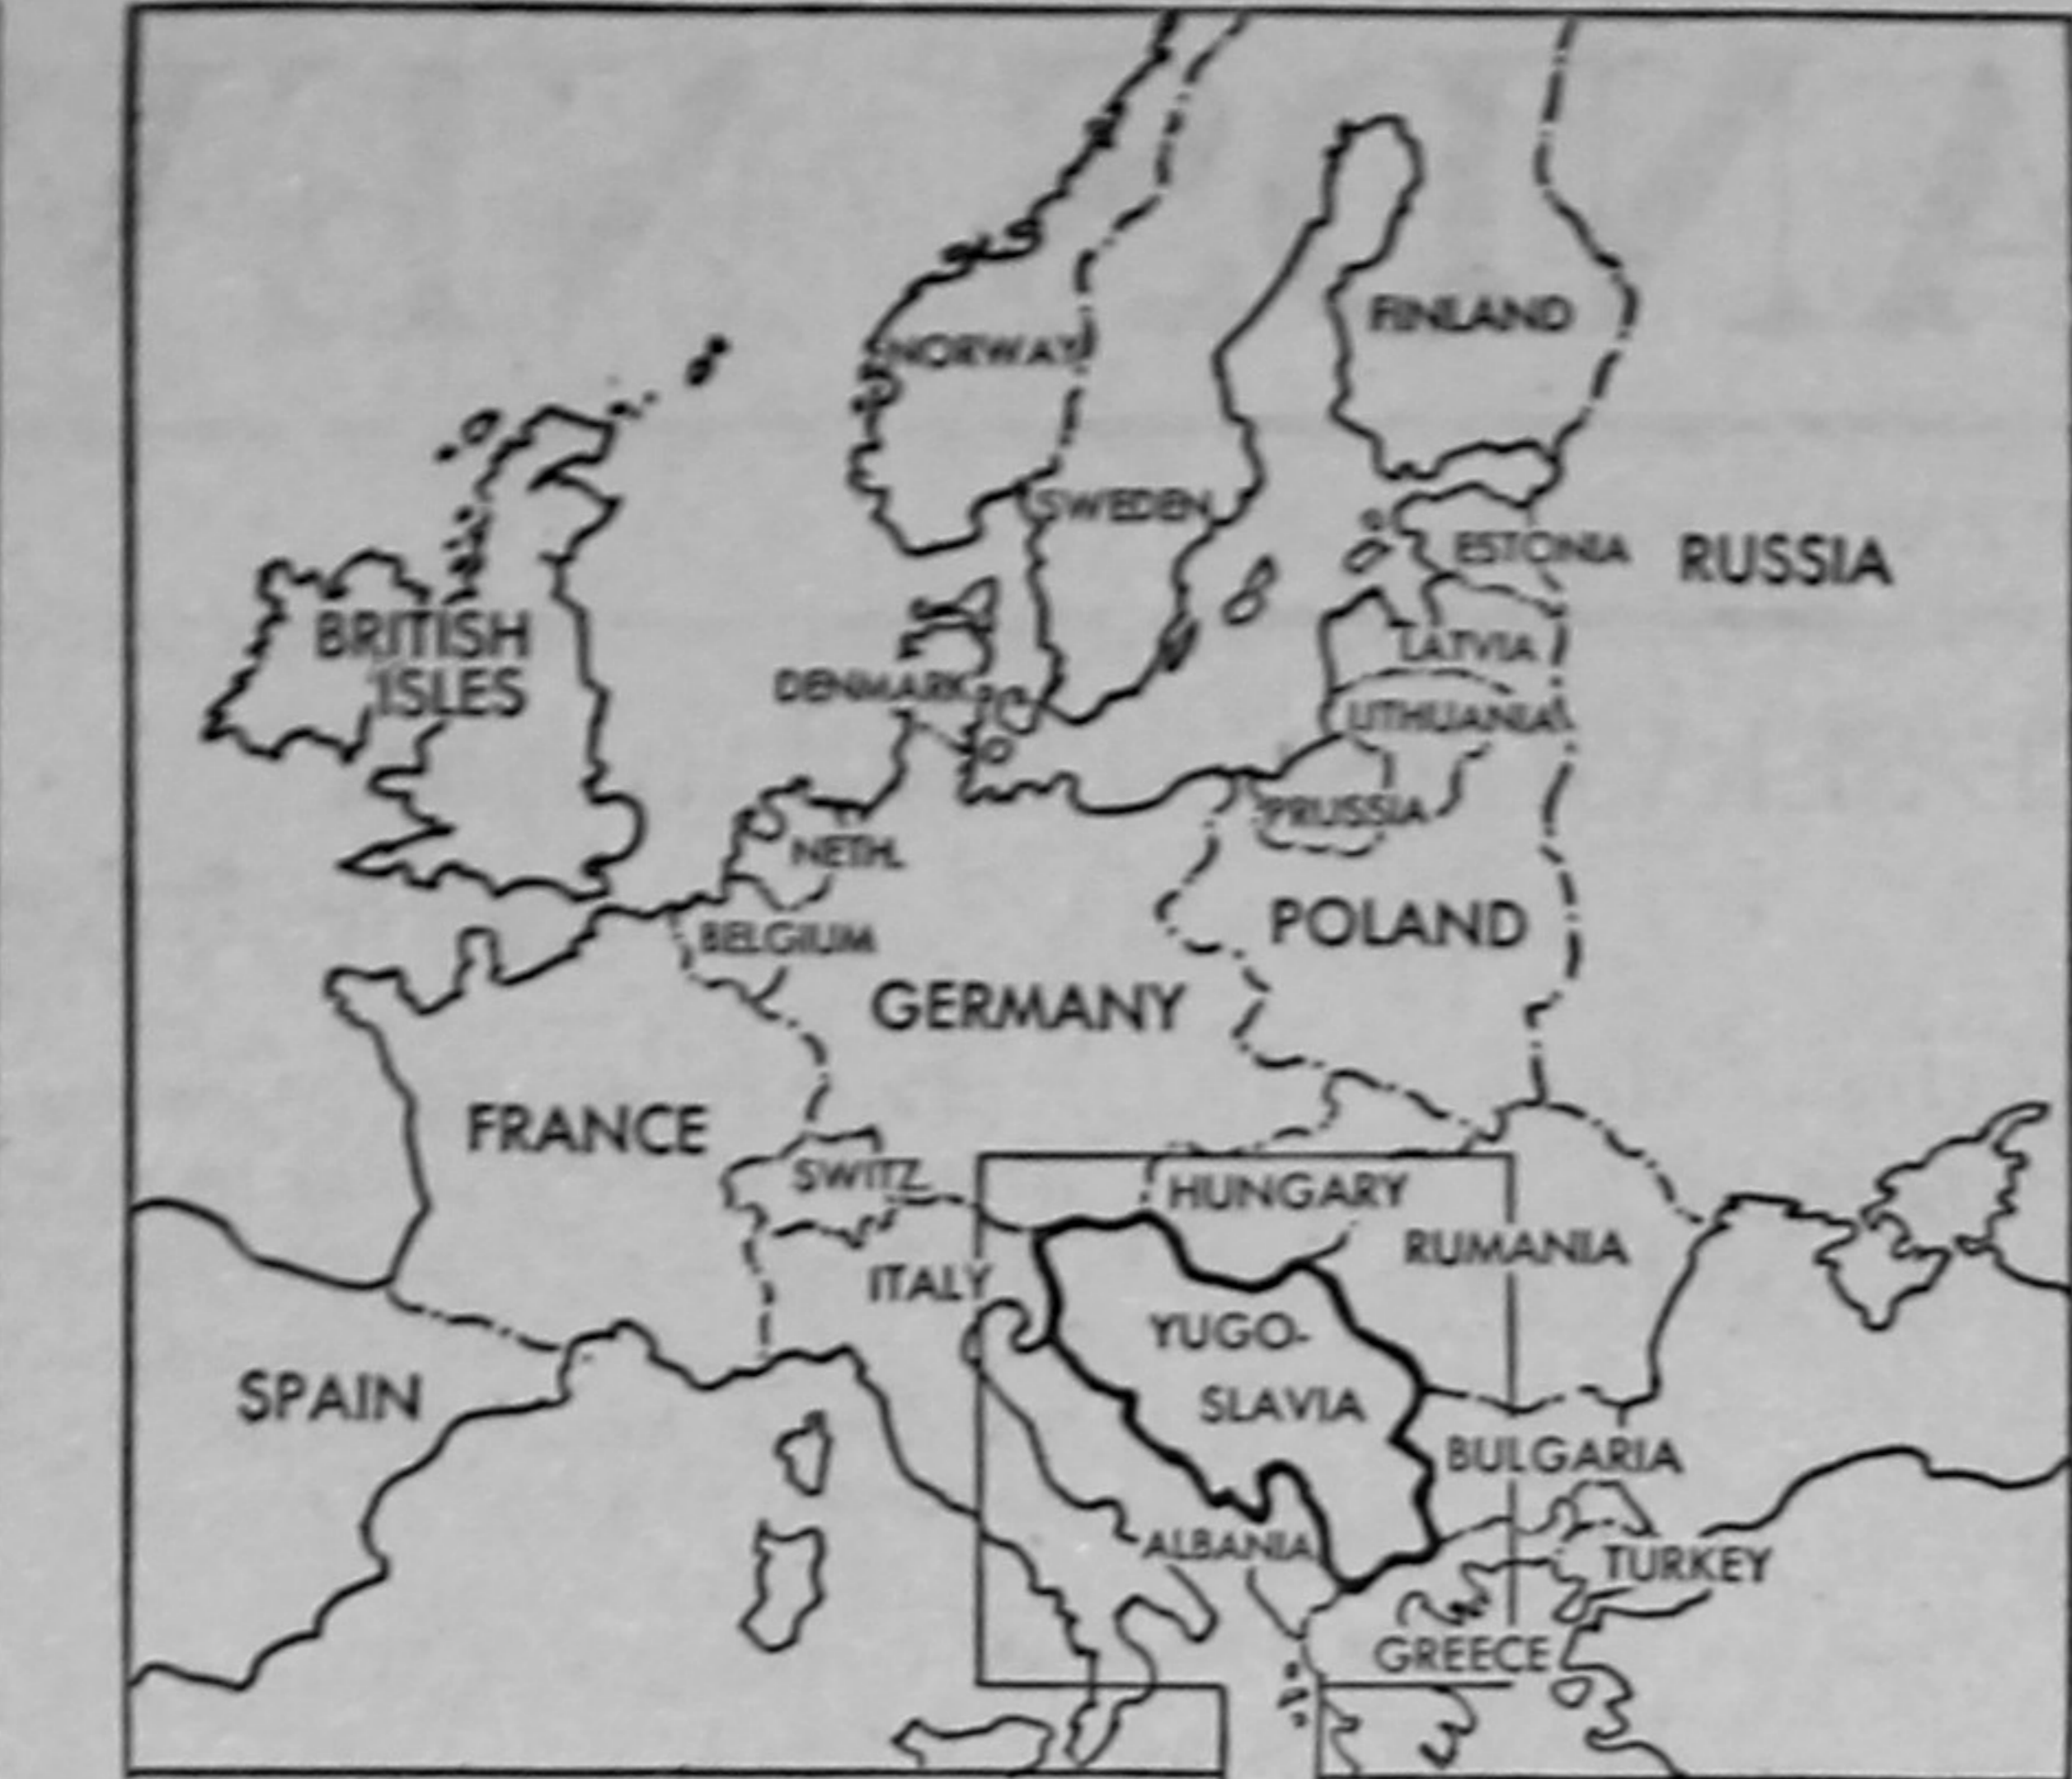 NORWAY
FINLAND
SWEDEN
ESTONIA
RUSSIA
BRITISH
ISLES
LATVIA
DENMARK
LITHUANIA
PRUSSIA
NETH.
POLAND
BELGIUM
GERMANY
FRANCE
SWITZ.
HUNGARY
RUMANIA
ITALY
YUGO-
SLAVIA
SPAIN
BULGARIA
ALBANIA
TURKEY
GREECE